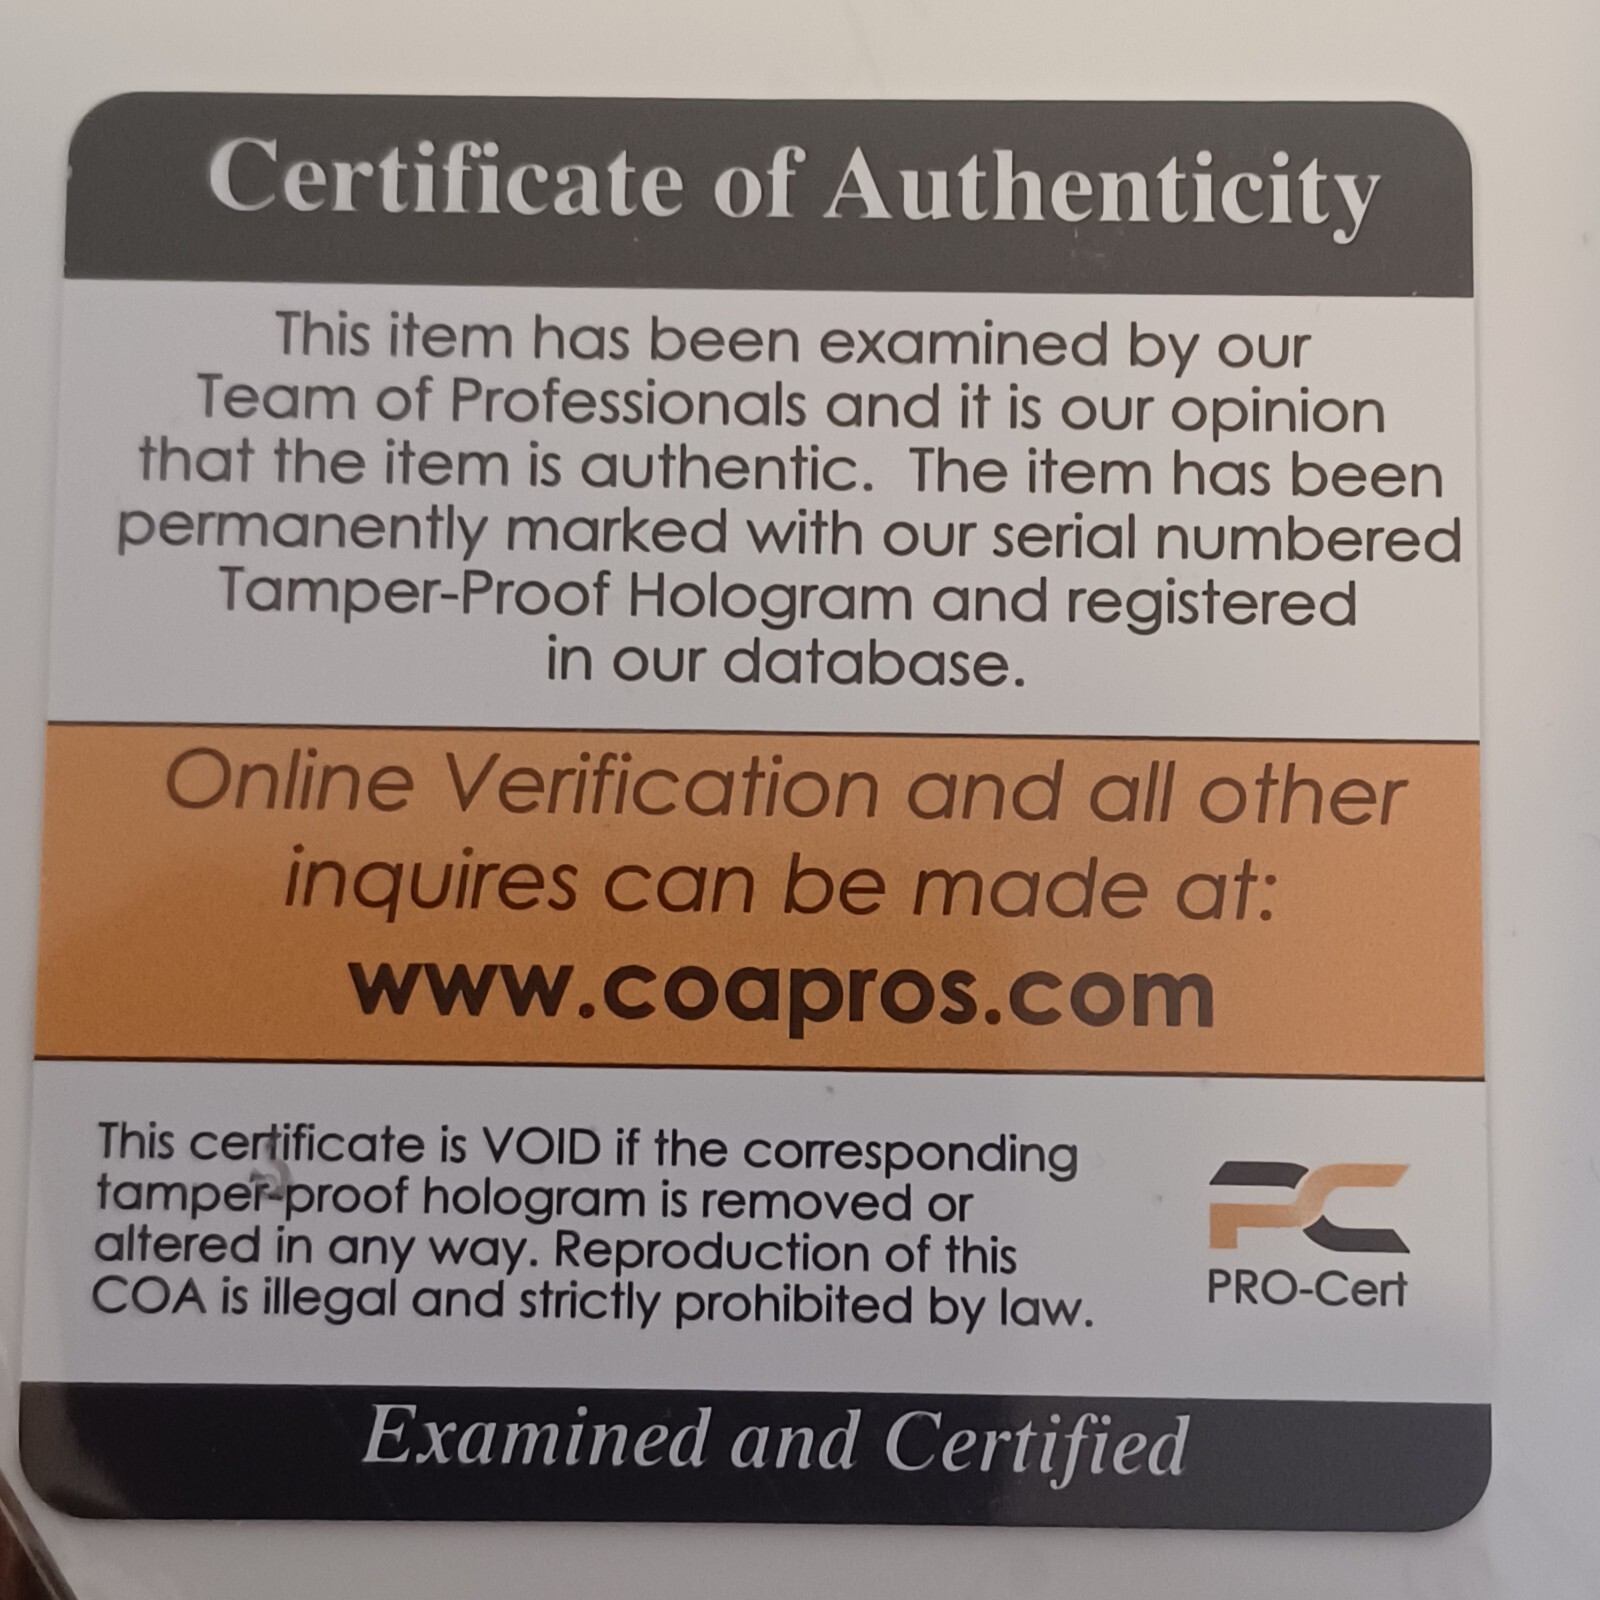 Certificate of Authenticity
This item has been examined by our
Team of Professionals and it is our opinion
that the item is authentic. The item has been
permanently marked with our serial numbered
Tamper-Proof Hologram and registered
in our database.
Online Verification and all other
inquires can be made at:
www.coapros.com
This certificate is VOID if the corresponding
tamper-proof hologram is removed or
altered in any way. Reproduction of this
COA is illegal and strictly prohibited by law.
PC
PRO-Cert
Examined and Certified